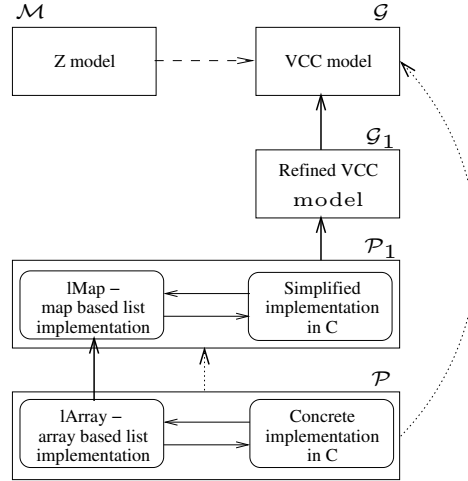 ℳ
𝒢
Z model
VCC model
𝒢₁
Refined VCC
model
𝒫₁
lMap –
map based list
implementation
Simplified
implementation
in C
𝒫
lArray –
array based list
implementation
Concrete
implementation
in C